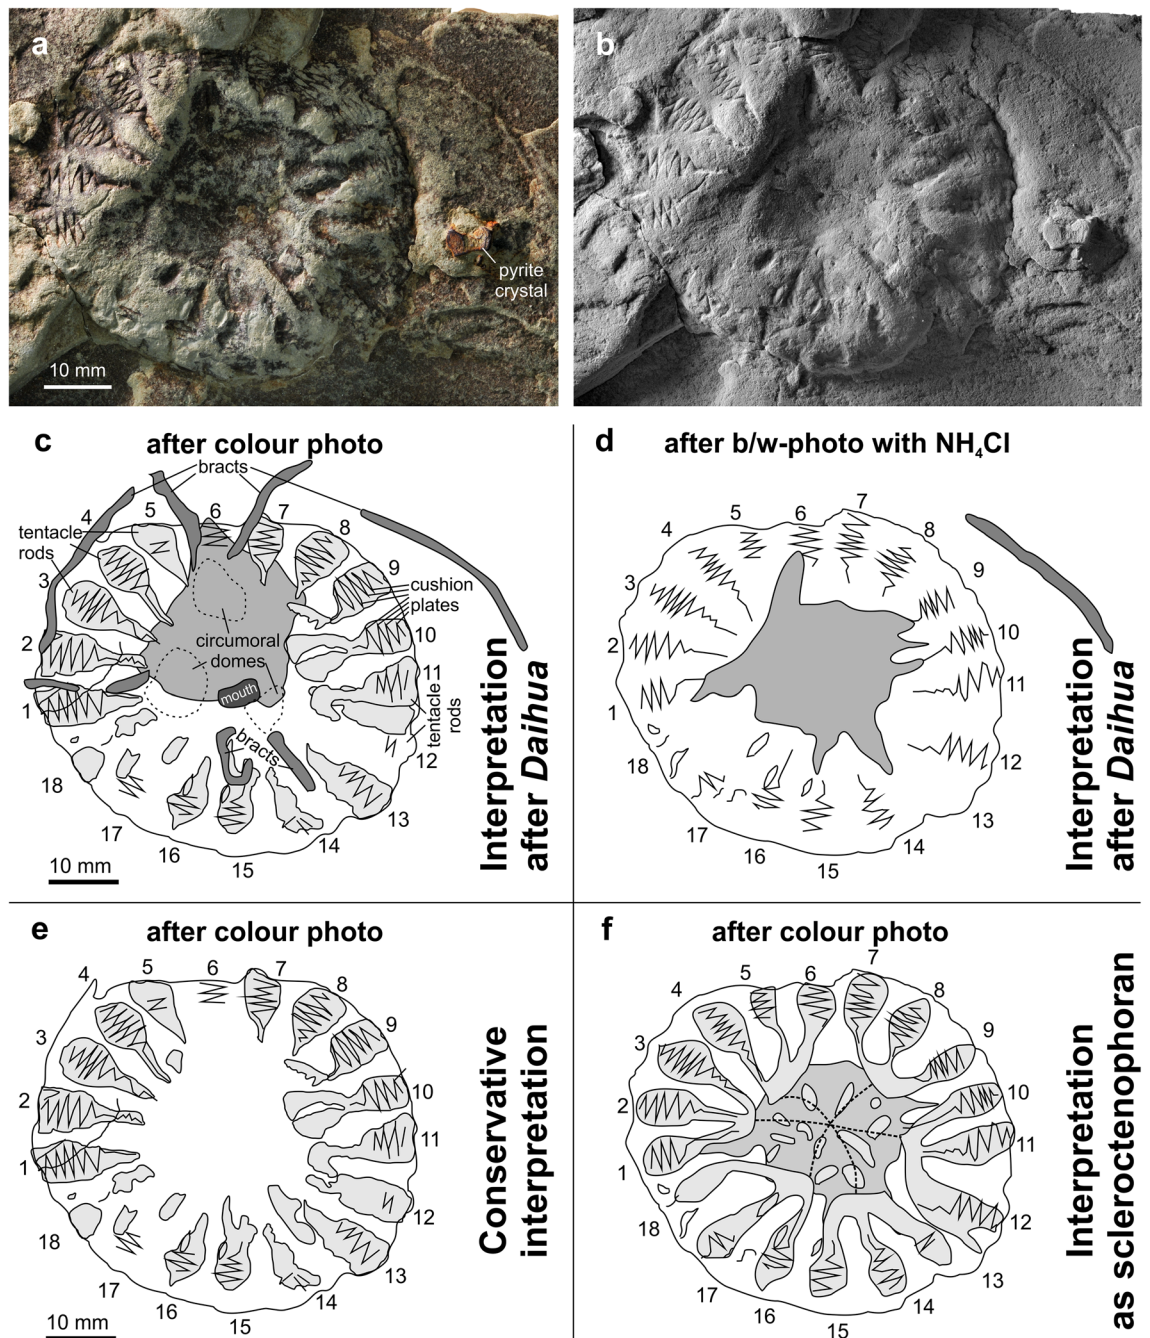 a
b
pyrite
crystal
10 mm
c
after colour photo
bracts
tentacle
rods
cushion
plates
circumoral
domes
mouth
tentacle
rods
bracts
1
2
3
4
5
6
7
8
9
10
11
12
13
14
15
16
17
18
10 mm
Interpretation
after Daihua
d
after b/w-photo with NH4Cl
1
2
3
4
5
6
7
8
9
10
11
12
13
14
15
16
17
18
Interpretation
after Daihua
e
after colour photo
1
2
3
4
5
6
7
8
9
10
11
12
13
14
15
16
17
18
10 mm
Conservative
interpretation
f
after colour photo
1
2
3
4
5
6
7
8
9
10
11
12
13
14
15
16
17
18
Interpretation
as scleroctenophoran